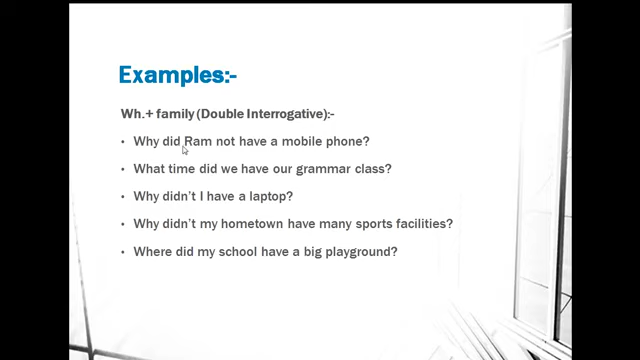 Examples:-
Wh.+ family (Double Interrogative):-
• Why did Ram not have a mobile phone?
• What time did we have our grammar class?
• Why didn't I have a laptop?
• Why didn't my hometown have many sports facilities?
• Where did my school have a big playground?